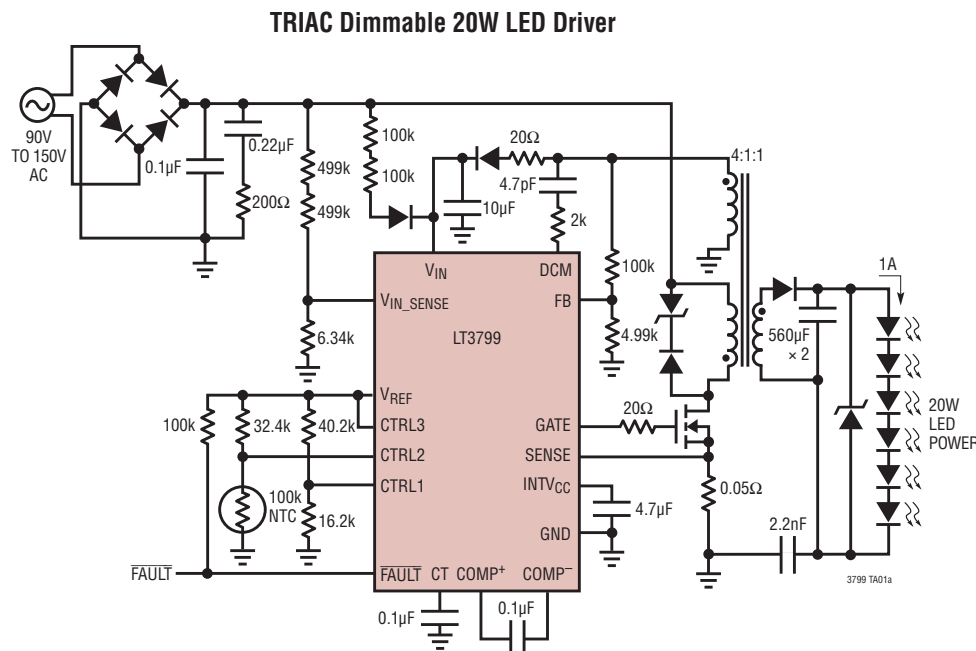 TRIAC Dimmable 20W LED Driver
90V
TO 150V
AC
0.1µF
0.22µF
200Ω
499k
499k
100k
100k
20Ω
4.7pF
10µF
2k
4:1:1
VIN
DCM
VIN_SENSE
LT3799
FB
100k
4.99k
6.34k
1A
560µF
× 2
20W
LED
POWER
VREF
CTRL3
CTRL2
CTRL1
100k
32.4k
40.2k
100k
NTC
16.2k
GATE
SENSE
INTVCC
GND
20Ω
0.05Ω
4.7µF
2.2nF
FAULT
FAULT
CT
COMP+
COMP−
0.1µF
0.1µF
3799 TA01a